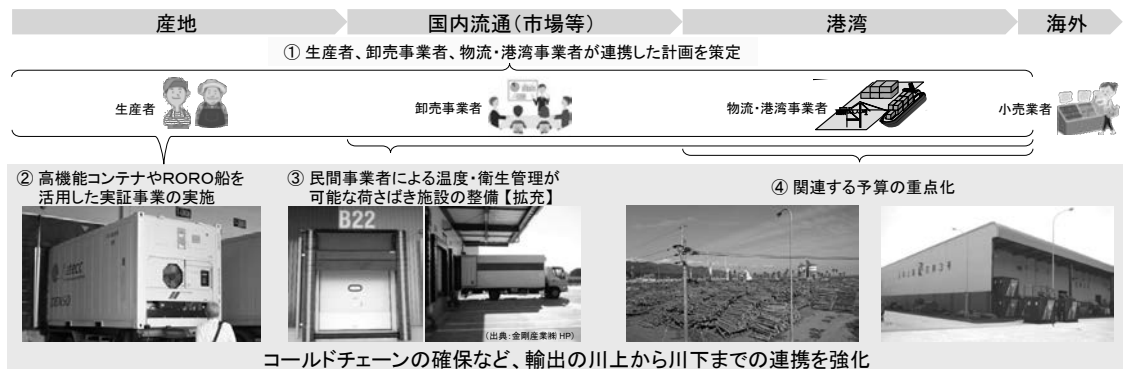 産地
国内流通(市場等)
港湾
海外
① 生産者、卸売事業者、物流・港湾事業者が連携した計画を策定
生産者
卸売事業者
物流・港湾事業者
小売業者
② 高機能コンテナやRORO船を
活用した実証事業の実施
③ 民間事業者による温度・衛生管理が
可能な荷さばき施設の整備【拡充】
④ 関連する予算の重点化
B22
(出典:金剛産業㈱HP)
コールドチェーンの確保など、輸出の川上から川下までの連携を強化